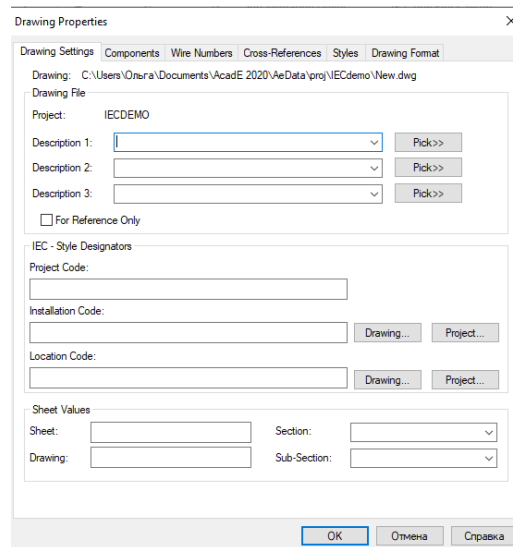 Drawing Properties
Drawing Settings Components Wire Numbers Cross-References Styles Drawing Format
Drawing: C:\Users\Ольга\Documents\AcadE 2020\AeData\proj\IECdemo\New.dwg
Drawing File
Project: IECDEMO
Description 1: Pick>>
Description 2: Pick>>
Description 3: Pick>>
For Reference Only
IEC - Style Designators
Project Code:
Installation Code:
Drawing... Project...
Location Code:
Drawing... Project...
Sheet Values
Sheet: Section:
Drawing: Sub-Section:
OK Отмена Справка